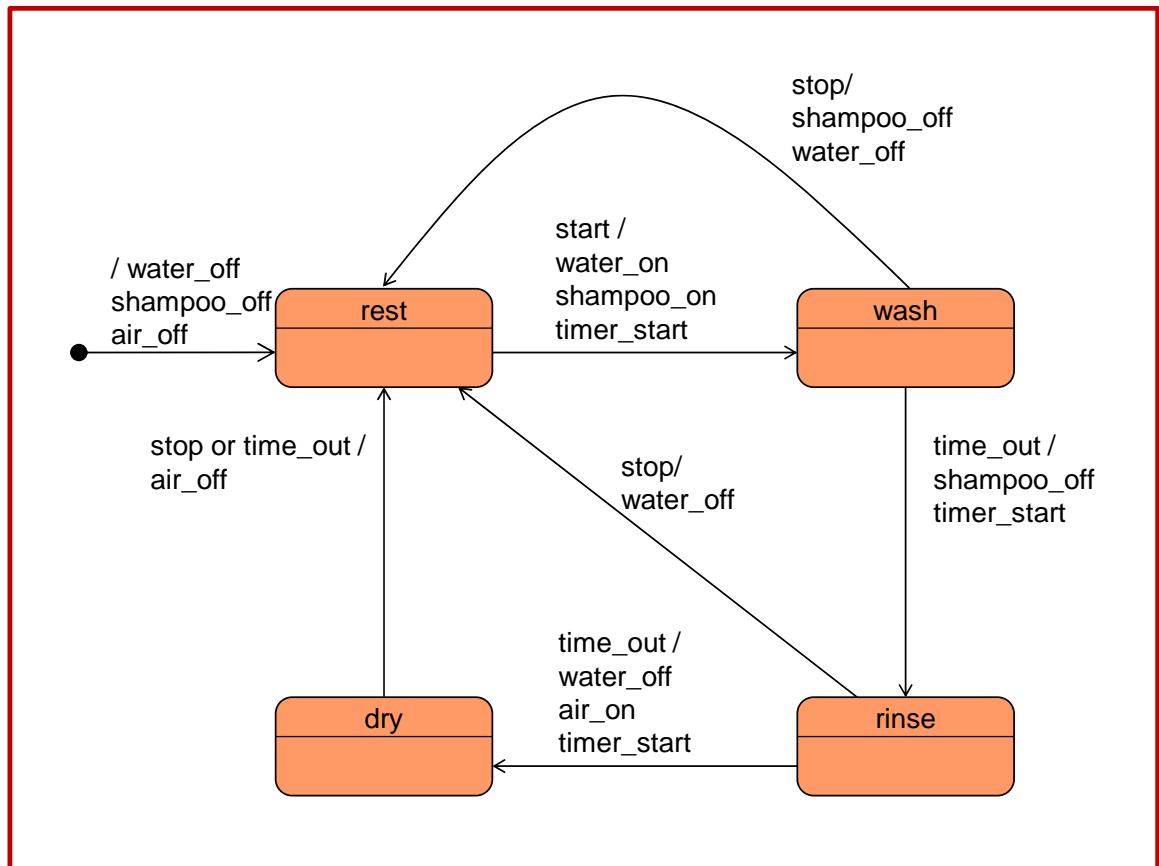 stop/
shampoo_off
water_off
start /
water_on
shampoo_on
timer_start
/ water_off
shampoo_off
air_off
rest
wash
stop or time_out /
air_off
stop/
water_off
time_out /
shampoo_off
timer_start
time_out /
water_off
air_on
timer_start
dry
rinse